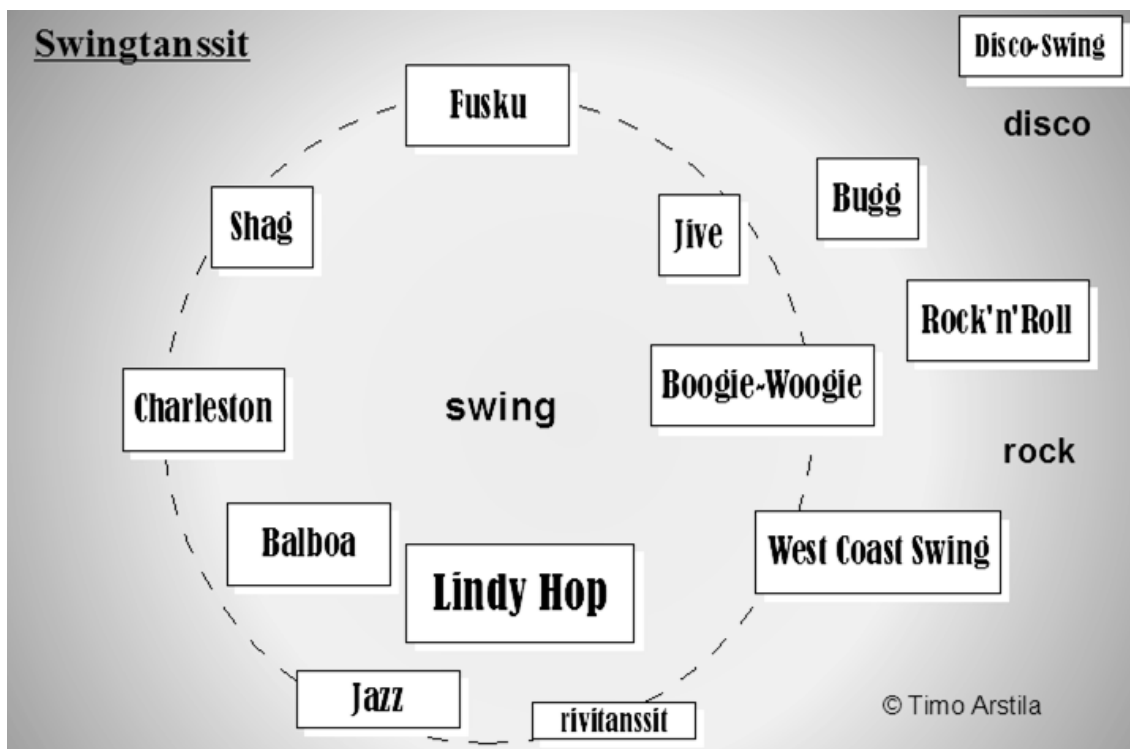 Swingtanssit
Disco-Swing
Fusku
disco
Bugg
Shag
Jive
Rock'n'Roll
Boogie-Woogie
Charleston
swing
rock
Balboa
West Coast Swing
Lindy Hop
Jazz
rivitanssit
© Timo Arstila